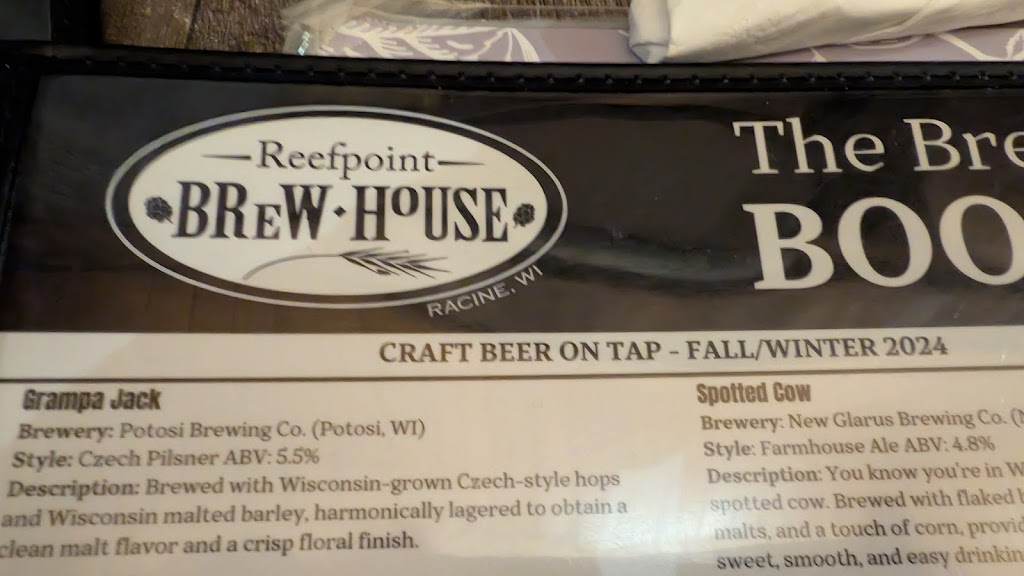 Reefpoint
BREW·HOUSE
RACINE, WI
The Bre
BOO
CRAFT BEER ON TAP - FALL/WINTER 2024
Grampa Jack
Brewery: Potosi Brewing Co. (Potosi, WI)
Style: Czech Pilsner ABV: 5.5%
Description: Brewed with Wisconsin-grown Czech-style hops
and Wisconsin malted barley, harmonically lagered to obtain a
clean malt flavor and a crisp floral finish.
Spotted Cow
Brewery: New Glarus Brewing Co.
Style: Farmhouse Ale ABV: 4.8%
Description: You know you're in W
spotted cow. Brewed with flaked
malts, and a touch of corn, provid
sweet, smooth, and easy drinkin